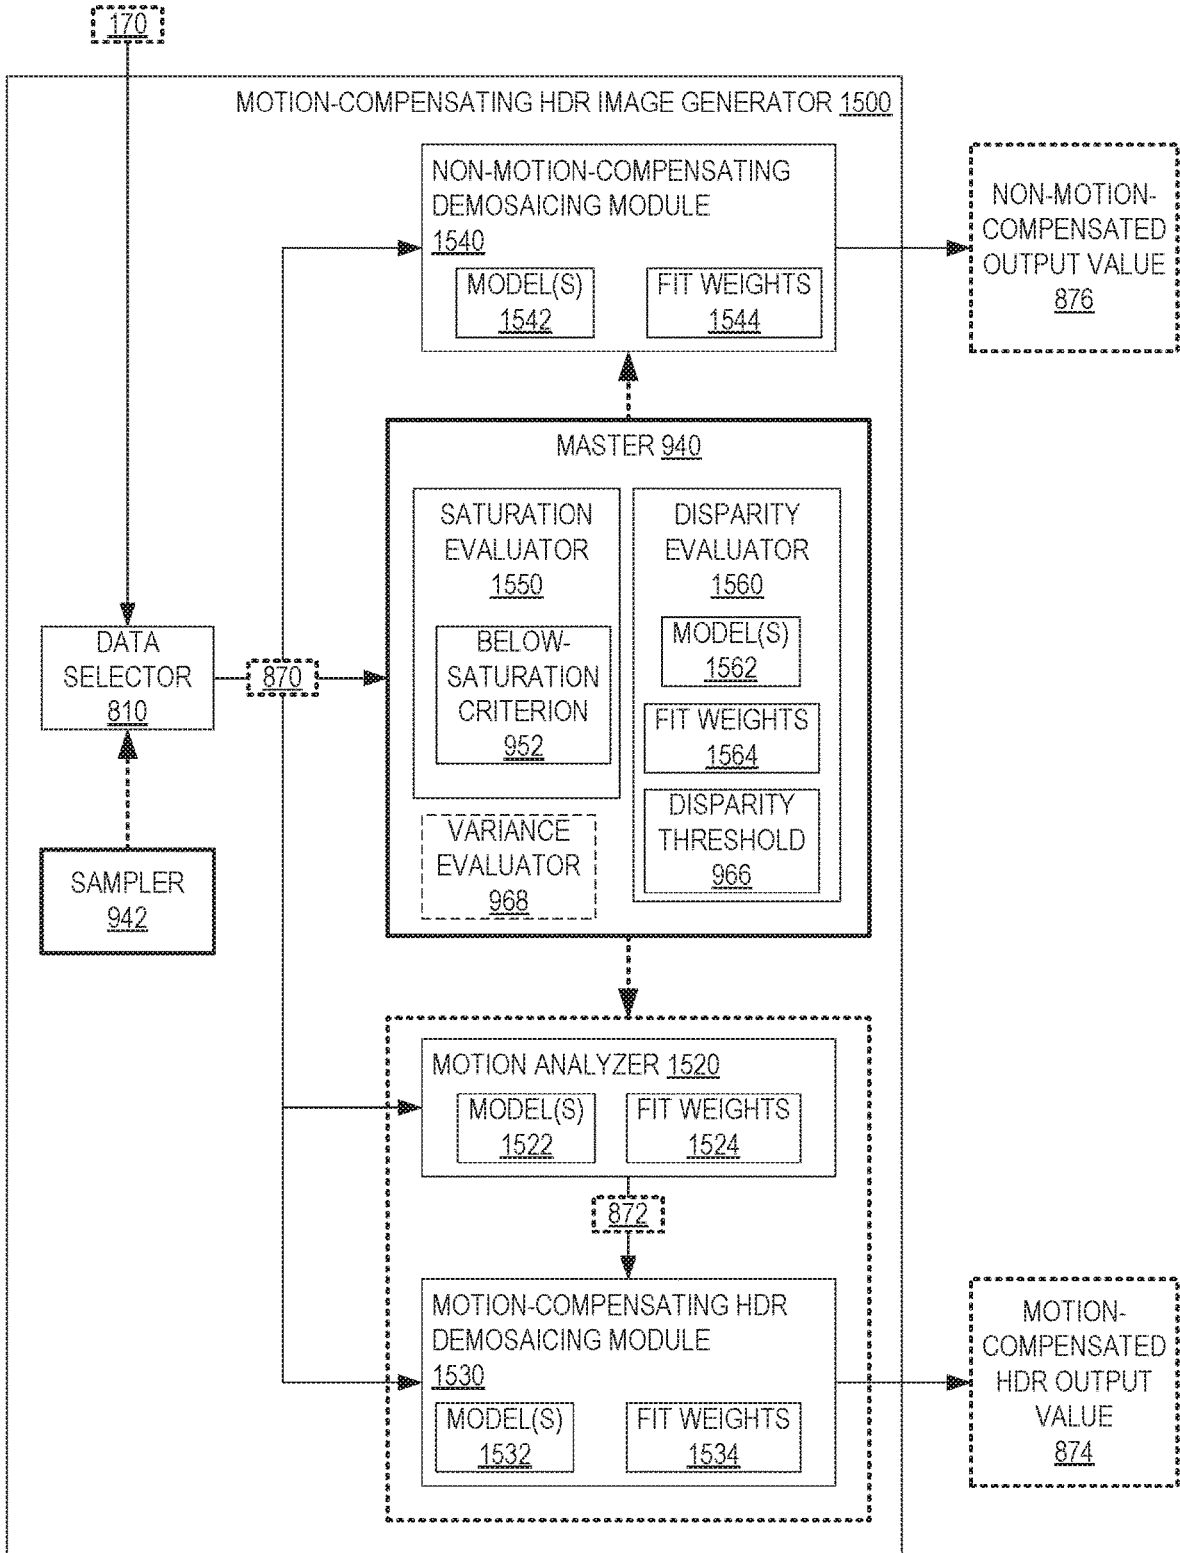 170
MOTION-COMPENSATING HDR IMAGE GENERATOR 1500
NON-MOTION-COMPENSATING
DEMOSAICING MODULE
1540
MODEL(S)
1542
FIT WEIGHTS
1544
NON-MOTION-
COMPENSATED
OUTPUT VALUE
876
MASTER 940
SATURATION
EVALUATOR
1550
BELOW-
SATURATION
CRITERION
952
DISPARITY
EVALUATOR
1560
MODEL(S)
1562
FIT WEIGHTS
1564
DISPARITY
THRESHOLD
966
VARIANCE
EVALUATOR
968
DATA
SELECTOR
810
870
SAMPLER
942
MOTION ANALYZER 1520
MODEL(S)
1522
FIT WEIGHTS
1524
872
MOTION-COMPENSATING HDR
DEMOSAICING MODULE
1530
MODEL(S)
1532
FIT WEIGHTS
1534
MOTION-
COMPENSATED
HDR OUTPUT
VALUE
874